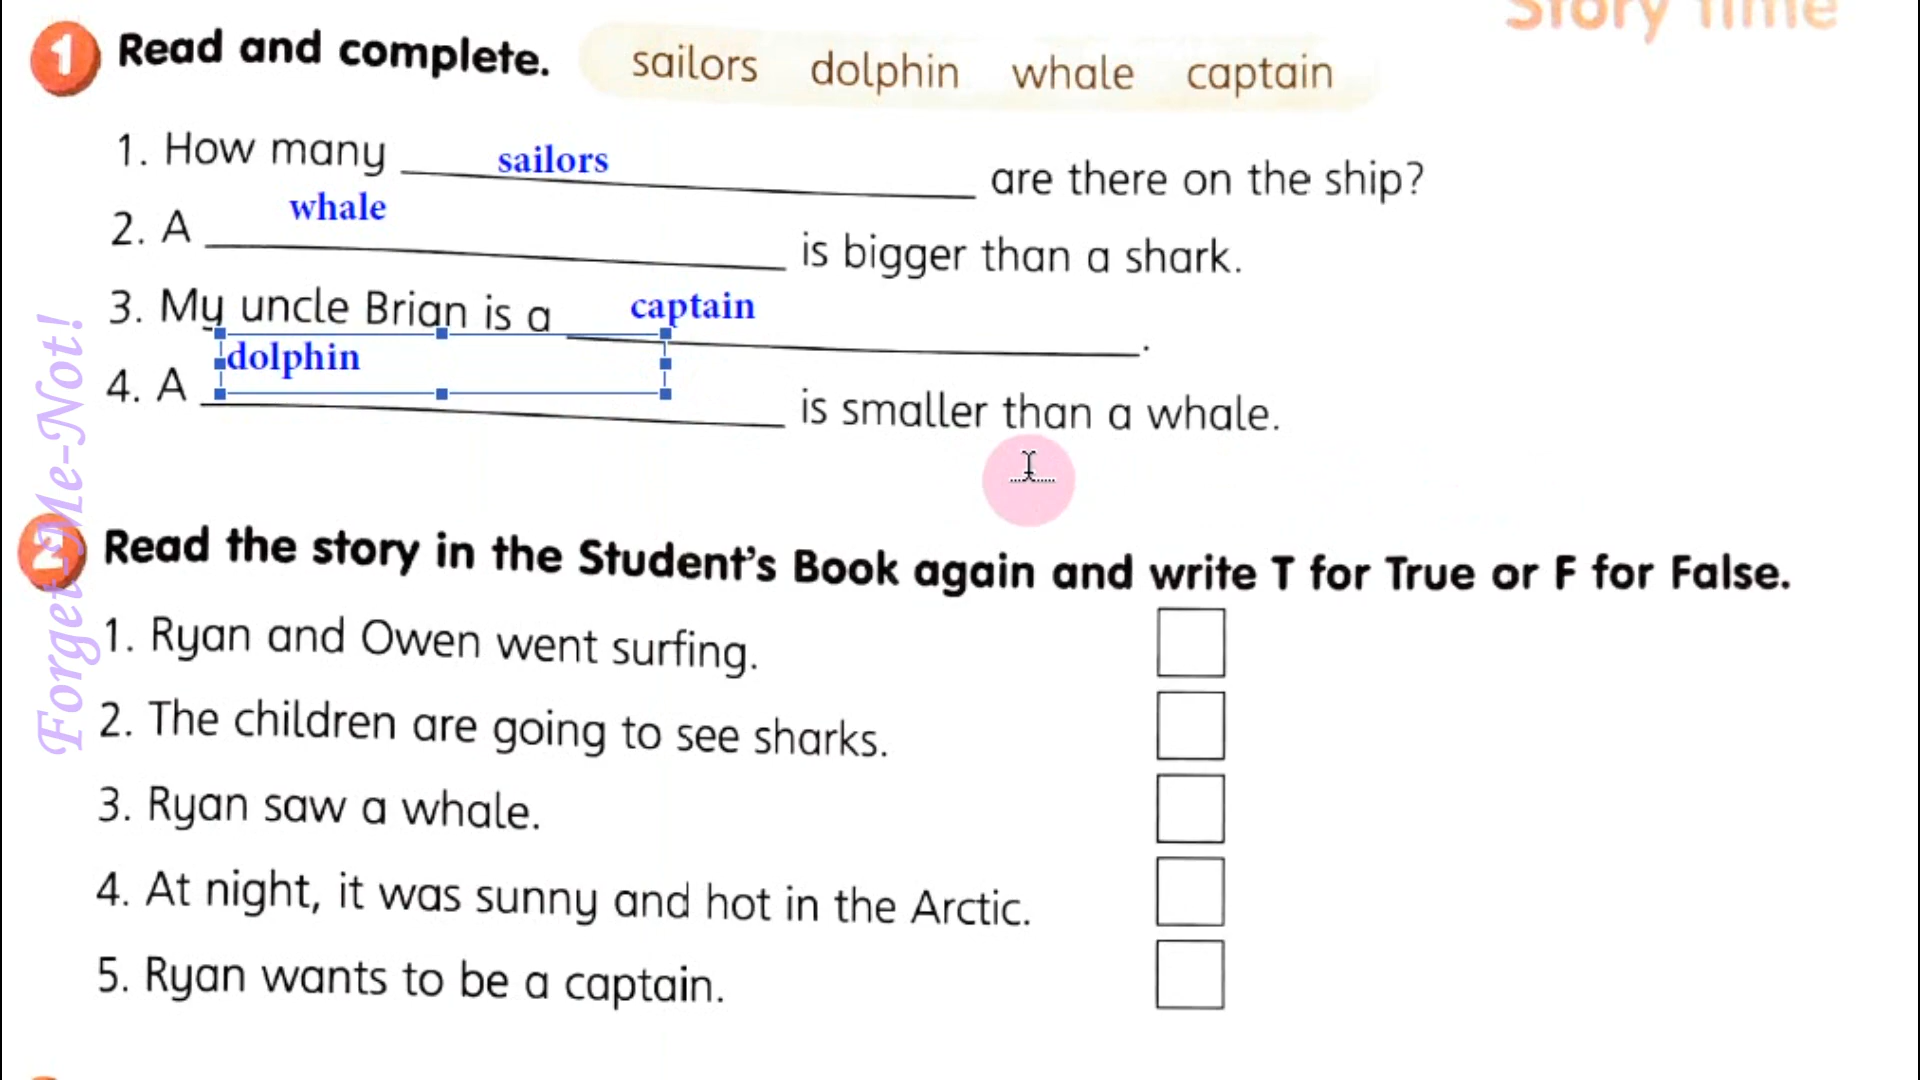 Story Time
1 Read and complete. sailors dolphin whale captain
1. How many sailors are there on the ship?
2. A whale is bigger than a shark.
3. My uncle Brian is a captain.
4. A dolphin is smaller than a whale.
2 Read the story in the Student's Book again and write T for True or F for False.
1. Ryan and Owen went surfing.
2. The children are going to see sharks.
3. Ryan saw a whale.
4. At night, it was sunny and hot in the Arctic.
5. Ryan wants to be a captain.
Forget-Me-Not!